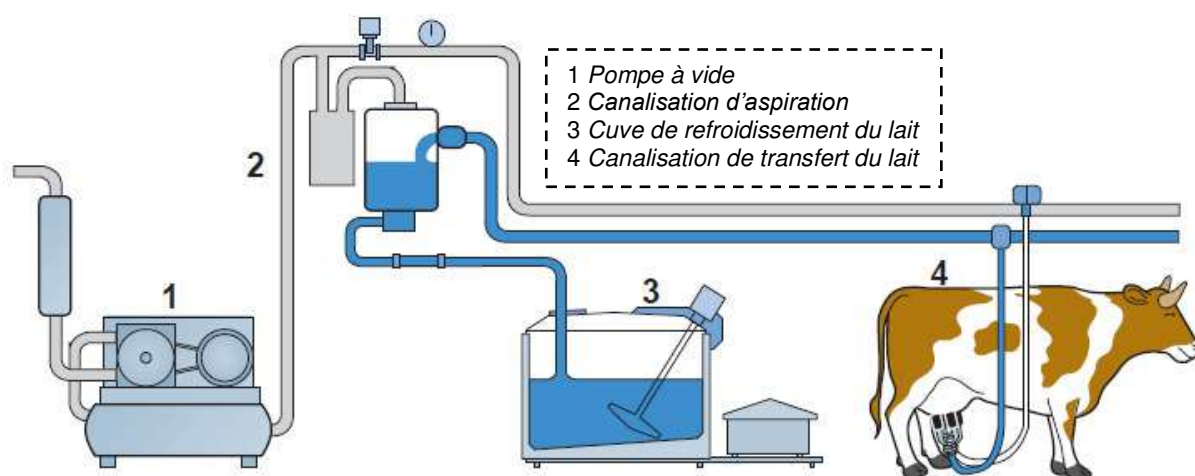 1 Pompe à vide
2 Canalisation d'aspiration
3 Cuve de refroidissement du lait
4 Canalisation de transfert du lait
2
1
3
4